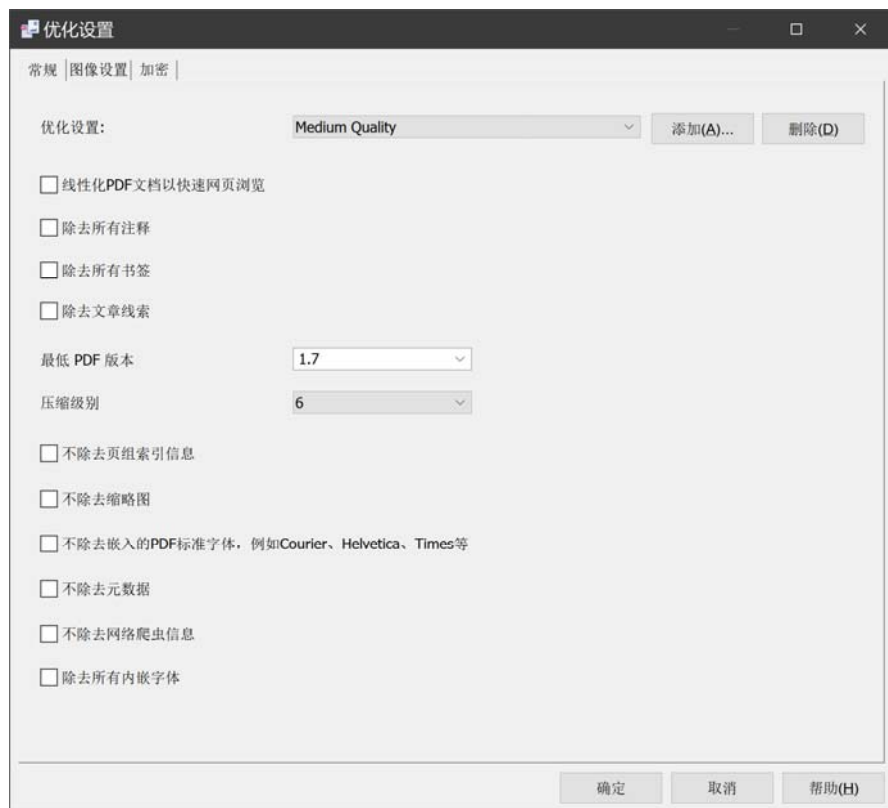 优化设置
常规 图像设置 加密
优化设置: Medium Quality 添加(A)... 删除(D)
线性化PDF文档以快速网页浏览
除去所有注释
除去所有书签
除去文章线索
最低 PDF 版本 1.7
压缩级别 6
不除去页组索引信息
不除去缩略图
不除去嵌入的PDF标准字体，例如Courier、Helvetica、Times等
不除去元数据
不除去网络爬虫信息
除去所有内嵌字体
确定 取消 帮助(H)